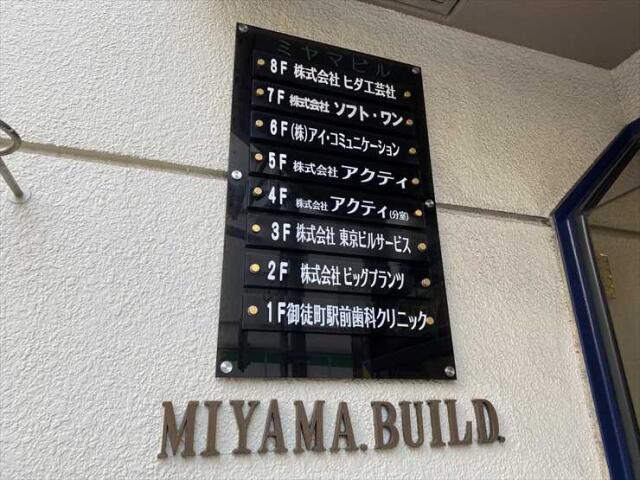 ミヤマビル
8F 株式会社 ヒダ工芸社
7F 株式会社 ソフト・ワン
6F (株)アイ・コミュニケーション
5F 株式会社 アクティ
4F 株式会社 アクティ(分室)
3F 株式会社 東京ビルサービス
2F 株式会社 ビッグプランツ
1F 御徒町駅前歯科クリニック
MIYAMA.BUILD.